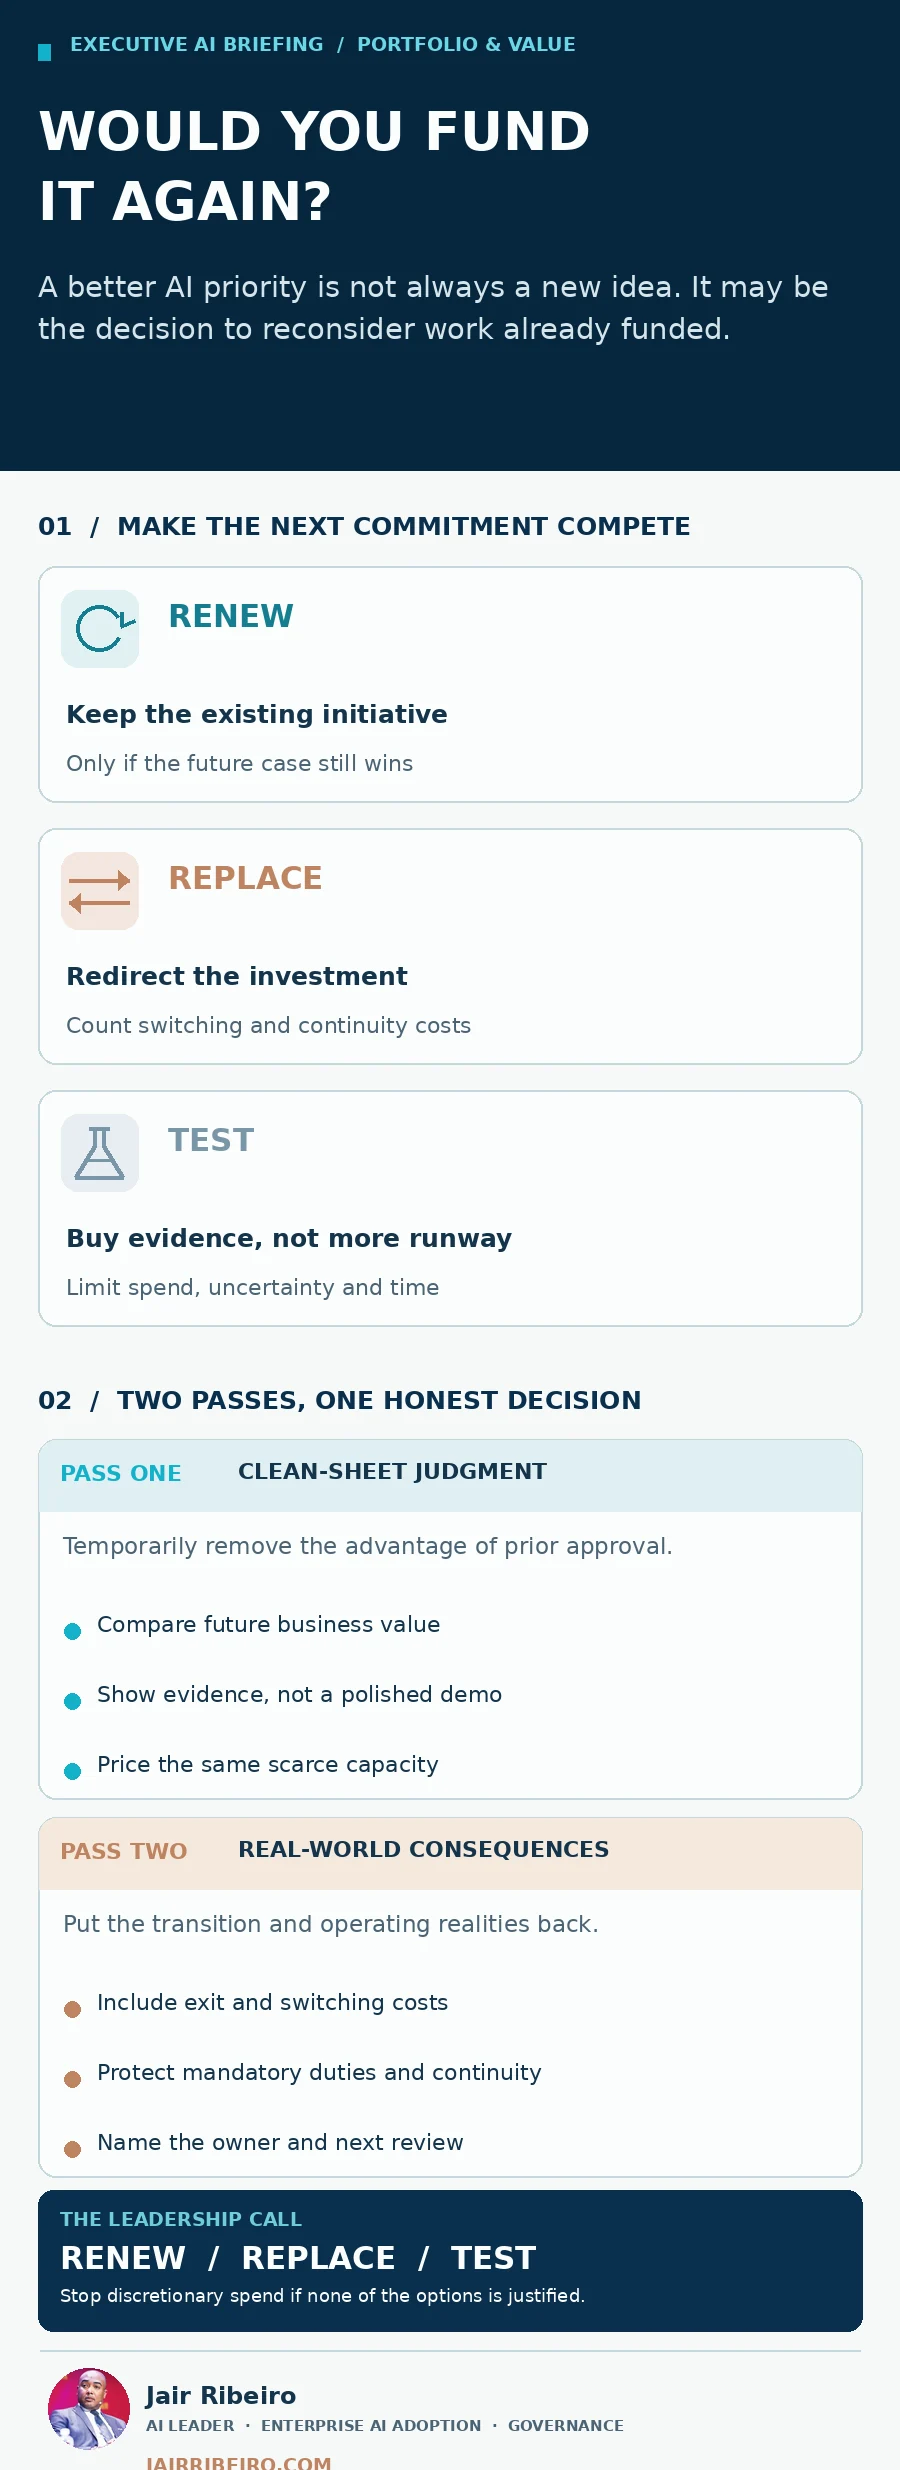 EXECUTIVE AI BRIEFING / PORTFOLIO & VALUE
WOULD YOU FUND
IT AGAIN?
A better AI priority is not always a new idea. It may be
the decision to reconsider work already funded.
01 / MAKE THE NEXT COMMITMENT COMPETE
RENEW
Keep the existing initiative
Only if the future case still wins
REPLACE
Redirect the investment
Count switching and continuity costs
TEST
Buy evidence, not more runway
Limit spend, uncertainty and time
02 / TWO PASSES, ONE HONEST DECISION
PASS ONE CLEAN-SHEET JUDGMENT
Temporarily remove the advantage of prior approval.
Compare future business value
Show evidence, not a polished demo
Price the same scarce capacity
PASS TWO REAL-WORLD CONSEQUENCES
Put the transition and operating realities back.
Include exit and switching costs
Protect mandatory duties and continuity
Name the owner and next review
THE LEADERSHIP CALL
RENEW / REPLACE / TEST
Stop discretionary spend if none of the options is justified.
Jair Ribeiro
AI LEADER · ENTERPRISE AI ADOPTION · GOVERNANCE
JAIRRIBEIRO.COM